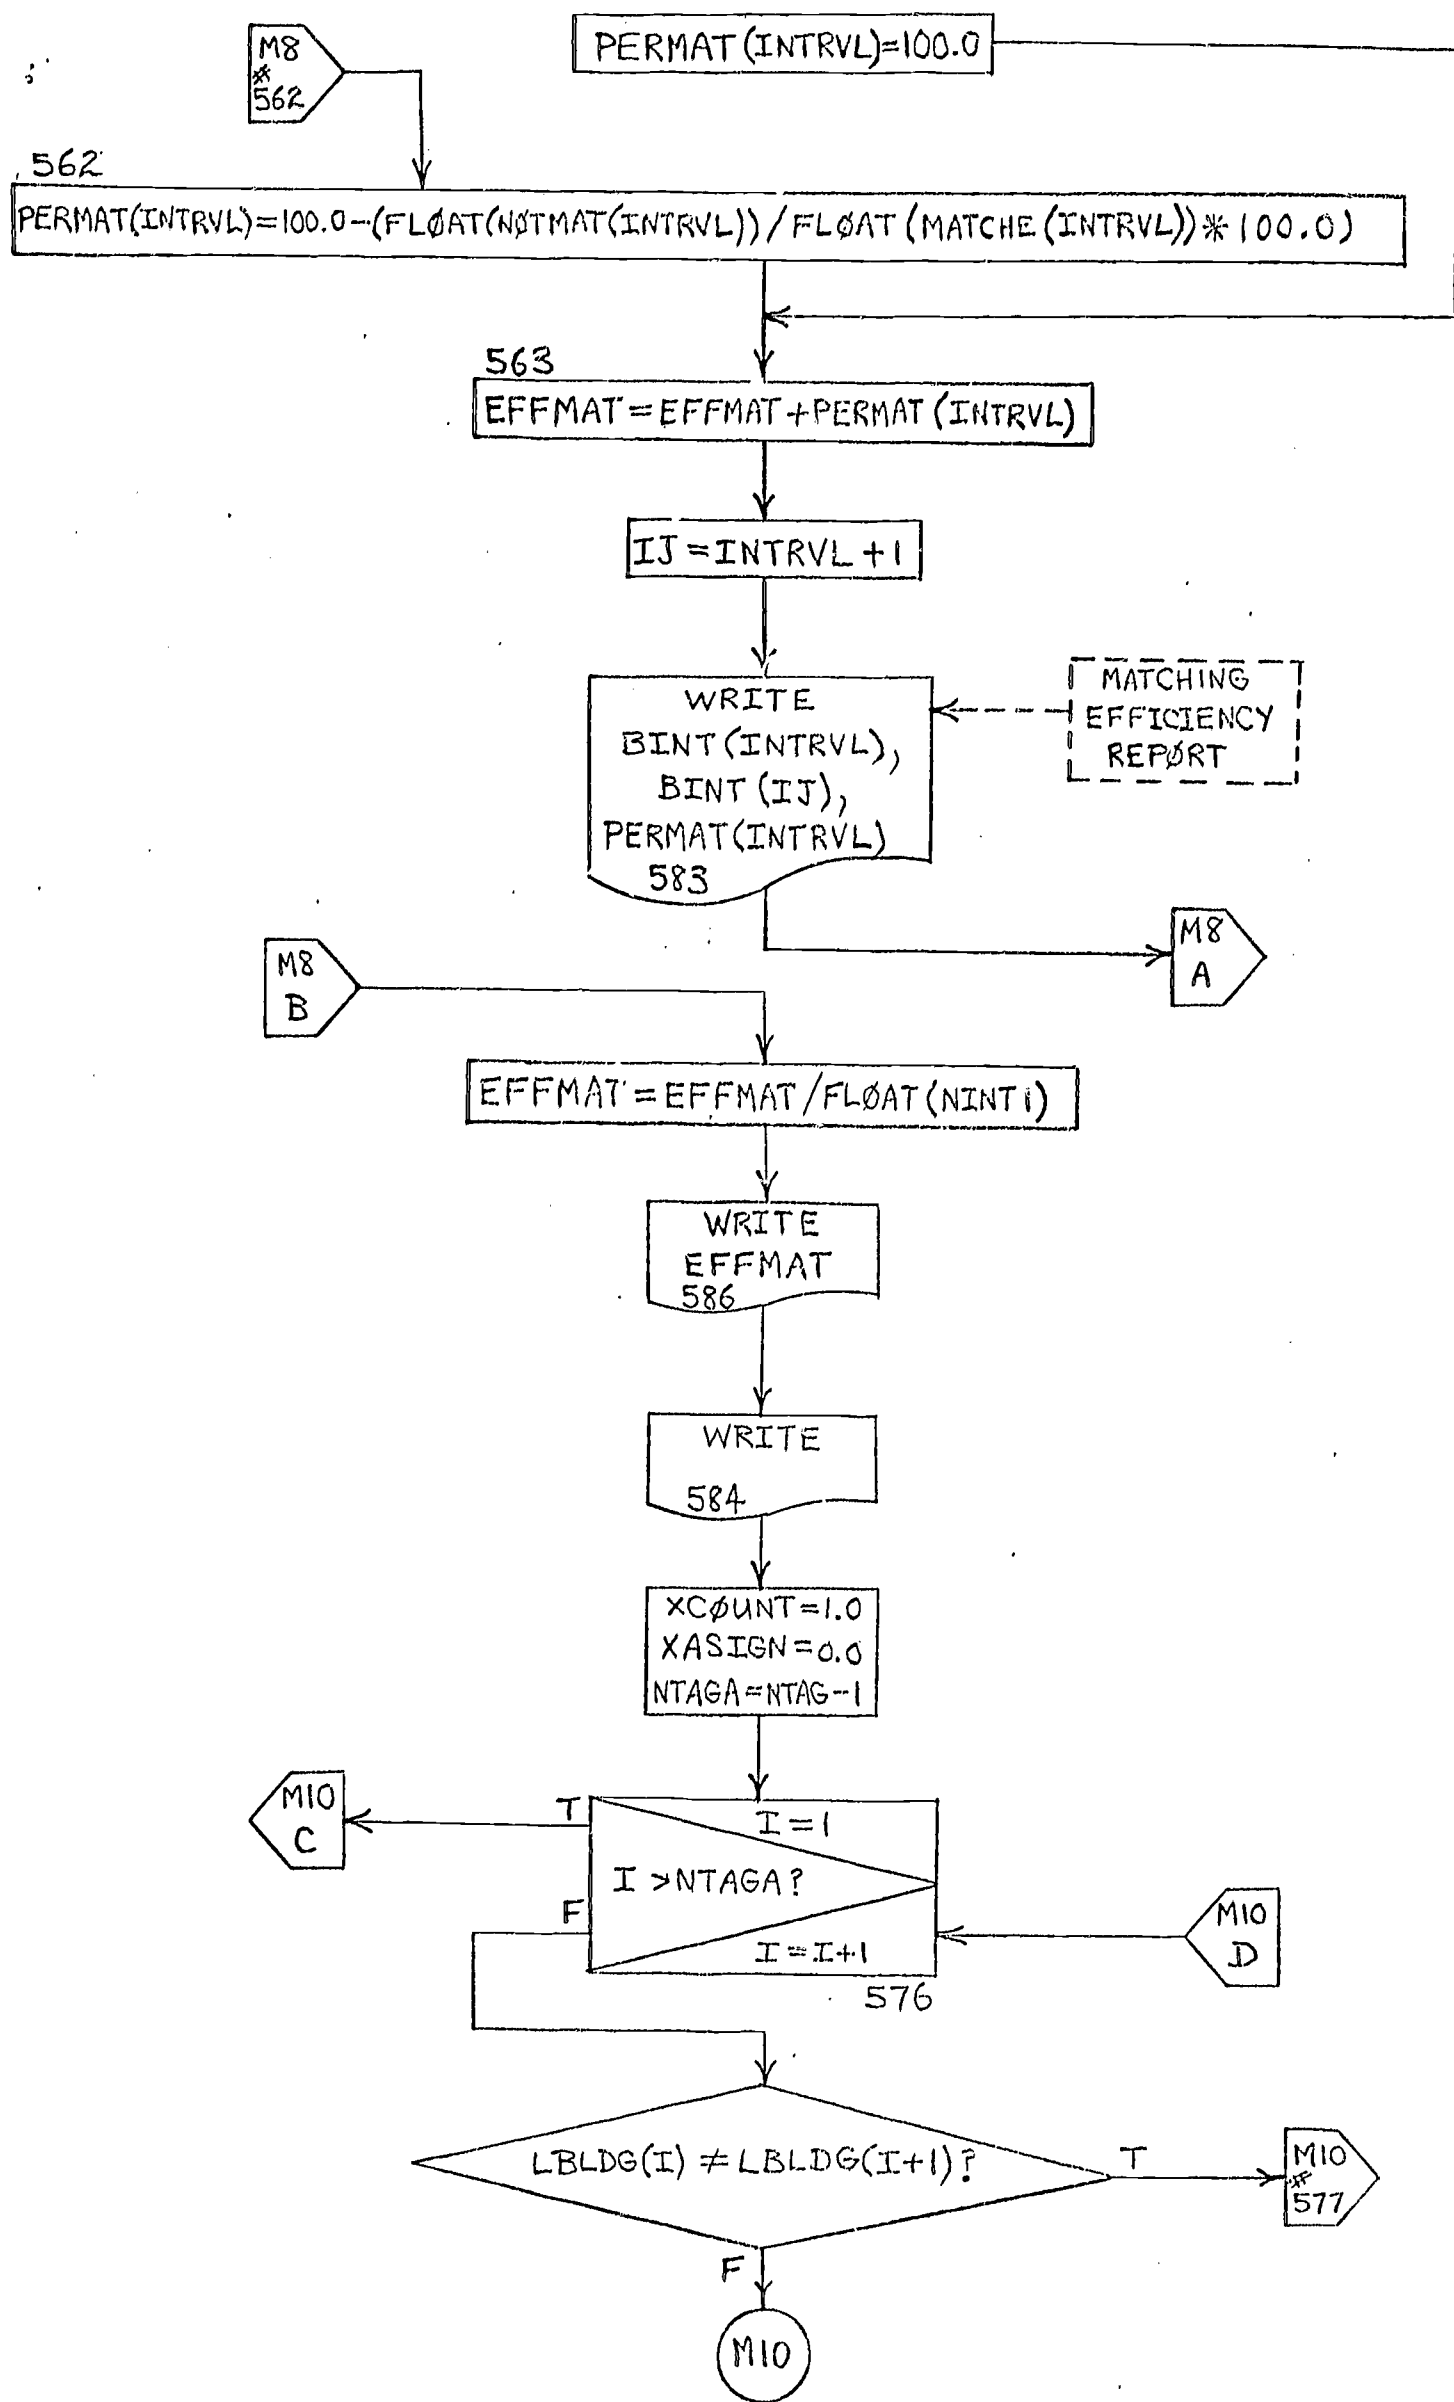 M8
#
562
PERMAT(INTRVL)=100.0
562
PERMAT(INTRVL)=100.0-(FLØAT(NØTMAT(INTRVL))/FLØAT(MATCHE(INTRVL))*100.0)
563
EFFMAT=EFFMAT+PERMAT(INTRVL)
IJ=INTRVL+1
WRITE
BINT(INTRVL),
BINT(IJ),
PERMAT(INTRVL)
583
MATCHING
EFFICIENCY
REPØRT
M8
A
M8
B
EFFMAT=EFFMAT/FLØAT(NINT1)
WRITE
EFFMAT
586
WRITE
584
XCØUNT=1.0
XASIGN=0.0
NTAGA=NTAG-1
M10
C
T
I=1
I>NTAGA?
F
I=I+1
576
M10
D
LBLDG(I)≠LBLDG(I+1)?
T
M10
#
577
F
M10